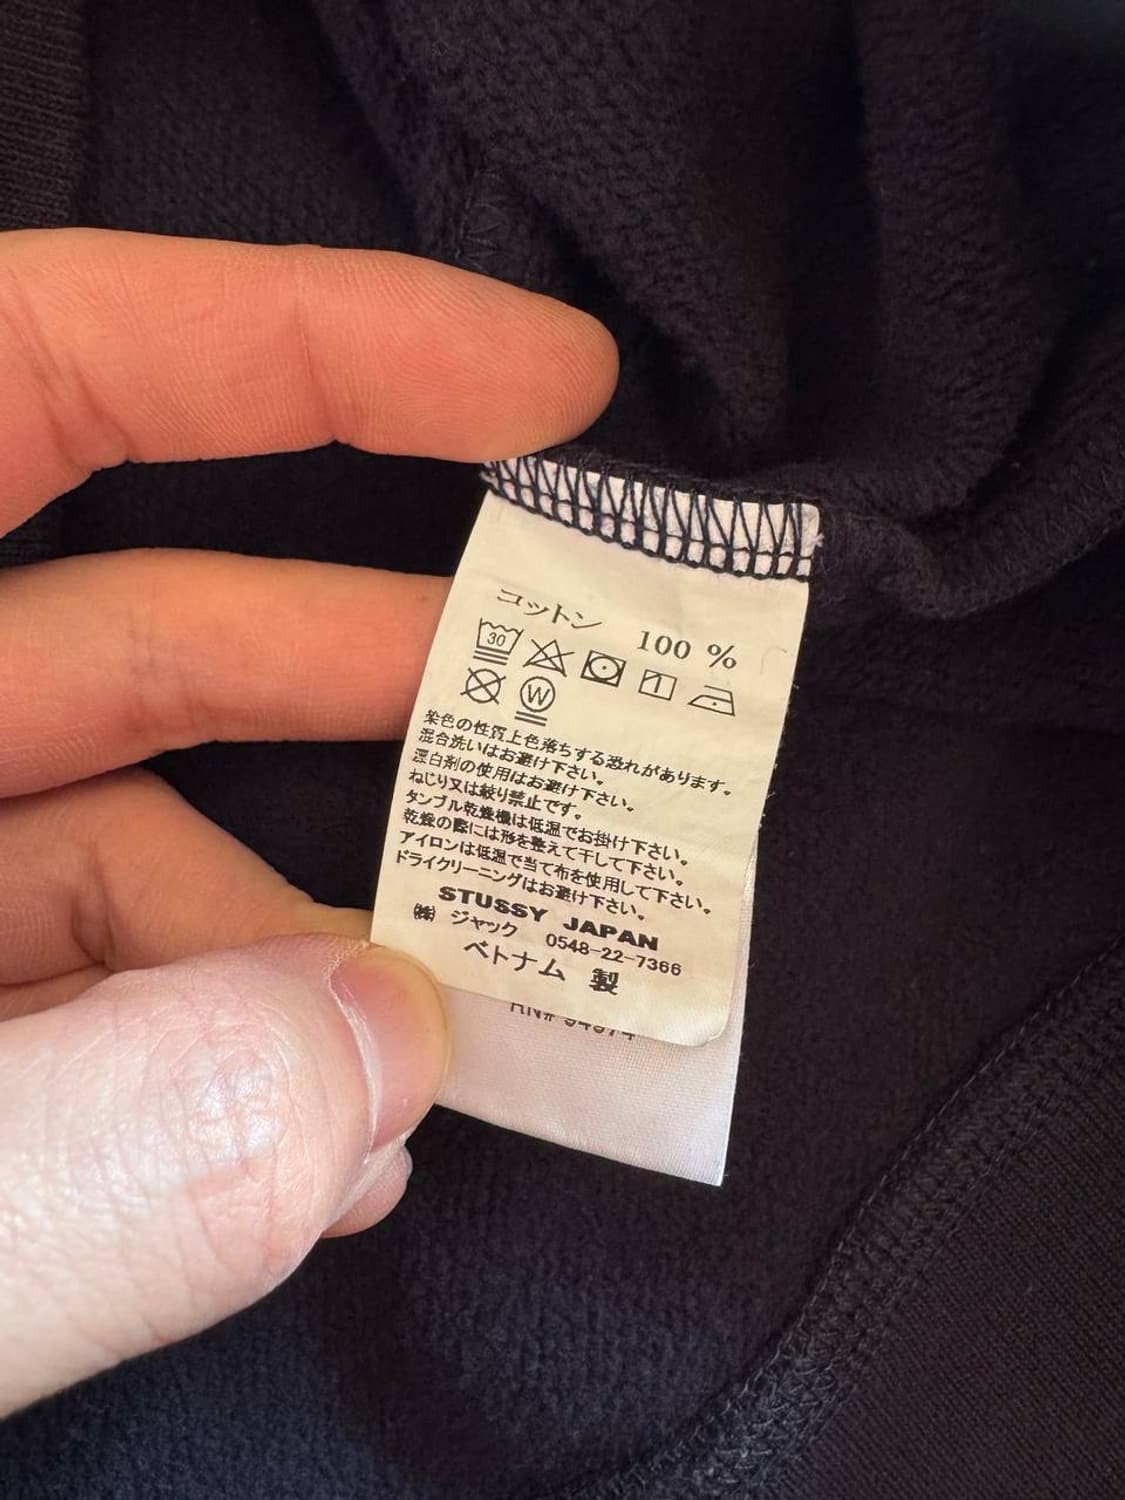 コットン 100 %
30
1
W
染色の性質上色落ちする恐れがあります。
混合洗いはお避け下さい。
漂白剤の使用はお避け下さい。
ねじり又は絞り禁止です。
タンブル乾燥機は低温でお掛け下さい。
乾燥の際には形を整えて干して下さい。
アイロンは低温で当て布を使用して下さい。
ドライクリーニングはお避け下さい。
STUSSY JAPAN
㈱ ジャック 0548-22-7366
ベトナム 製
RN#